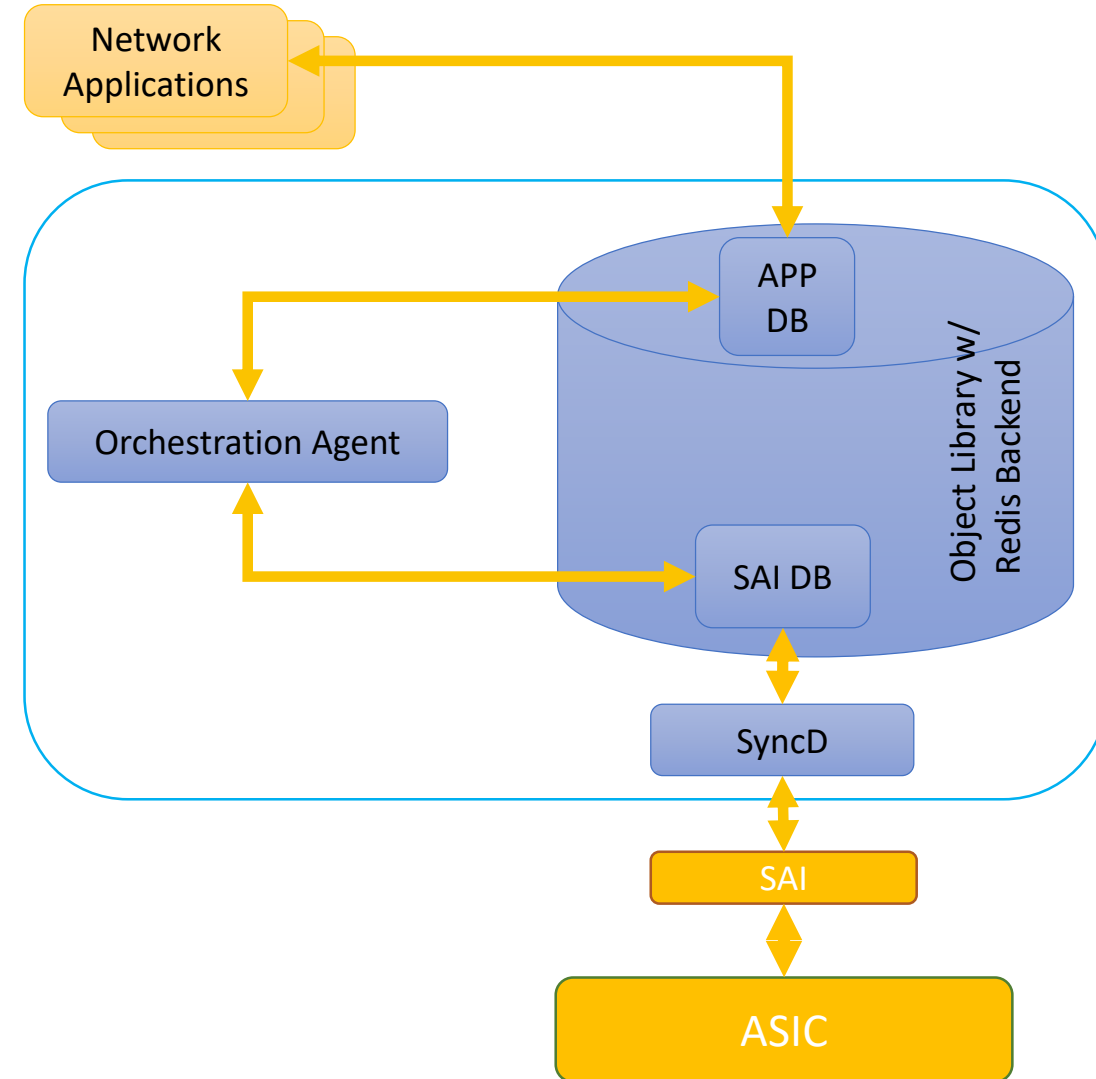 Network
Applications
APP
DB
Object Library w/
Redis Backend
Orchestration Agent
SAI DB
SyncD
SAI
ASIC